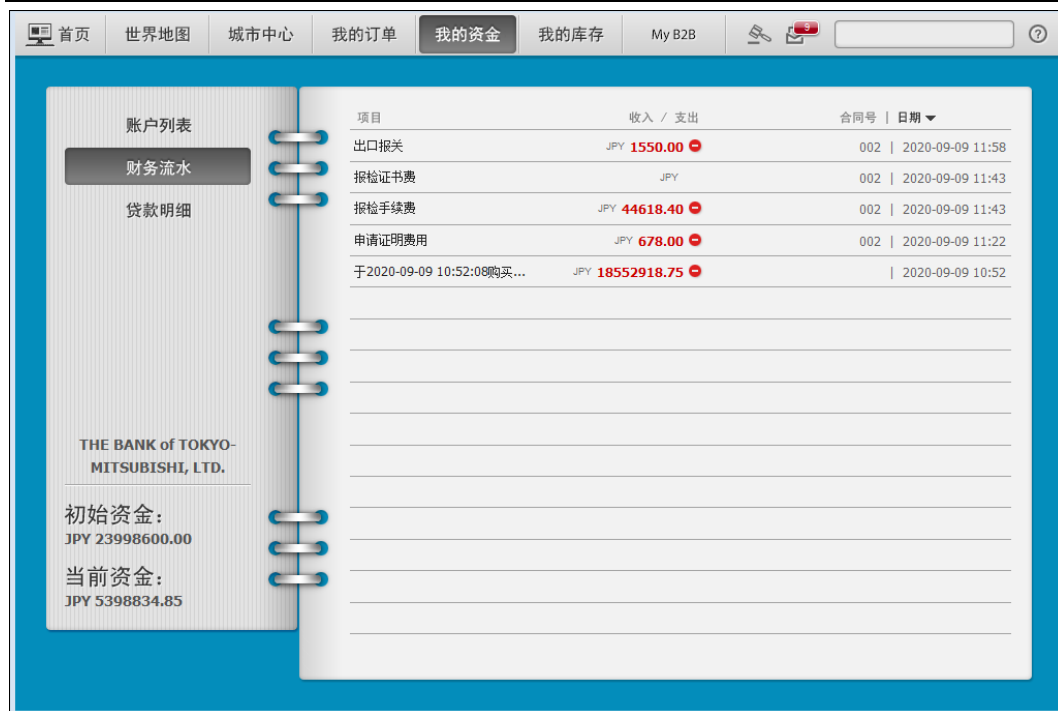 首页 世界地图 城市中心 我的订单 我的资金 我的库存 My B2B 9 ?
账户列表
财务流水
贷款明细
THE BANK of TOKYO-
MITSUBISHI, LTD.
初始资金：
JPY 23998600.00
当前资金：
JPY 5398834.85
项目 收入 / 支出 合同号 | 日期
出口报关 JPY 1550.00 002 | 2020-09-09 11:58
报检证书费 JPY 002 | 2020-09-09 11:43
报检手续费 JPY 44618.40 002 | 2020-09-09 11:43
申请证明费用 JPY 678.00 002 | 2020-09-09 11:22
于2020-09-09 10:52:08购买... JPY 18552918.75 | 2020-09-09 10:52